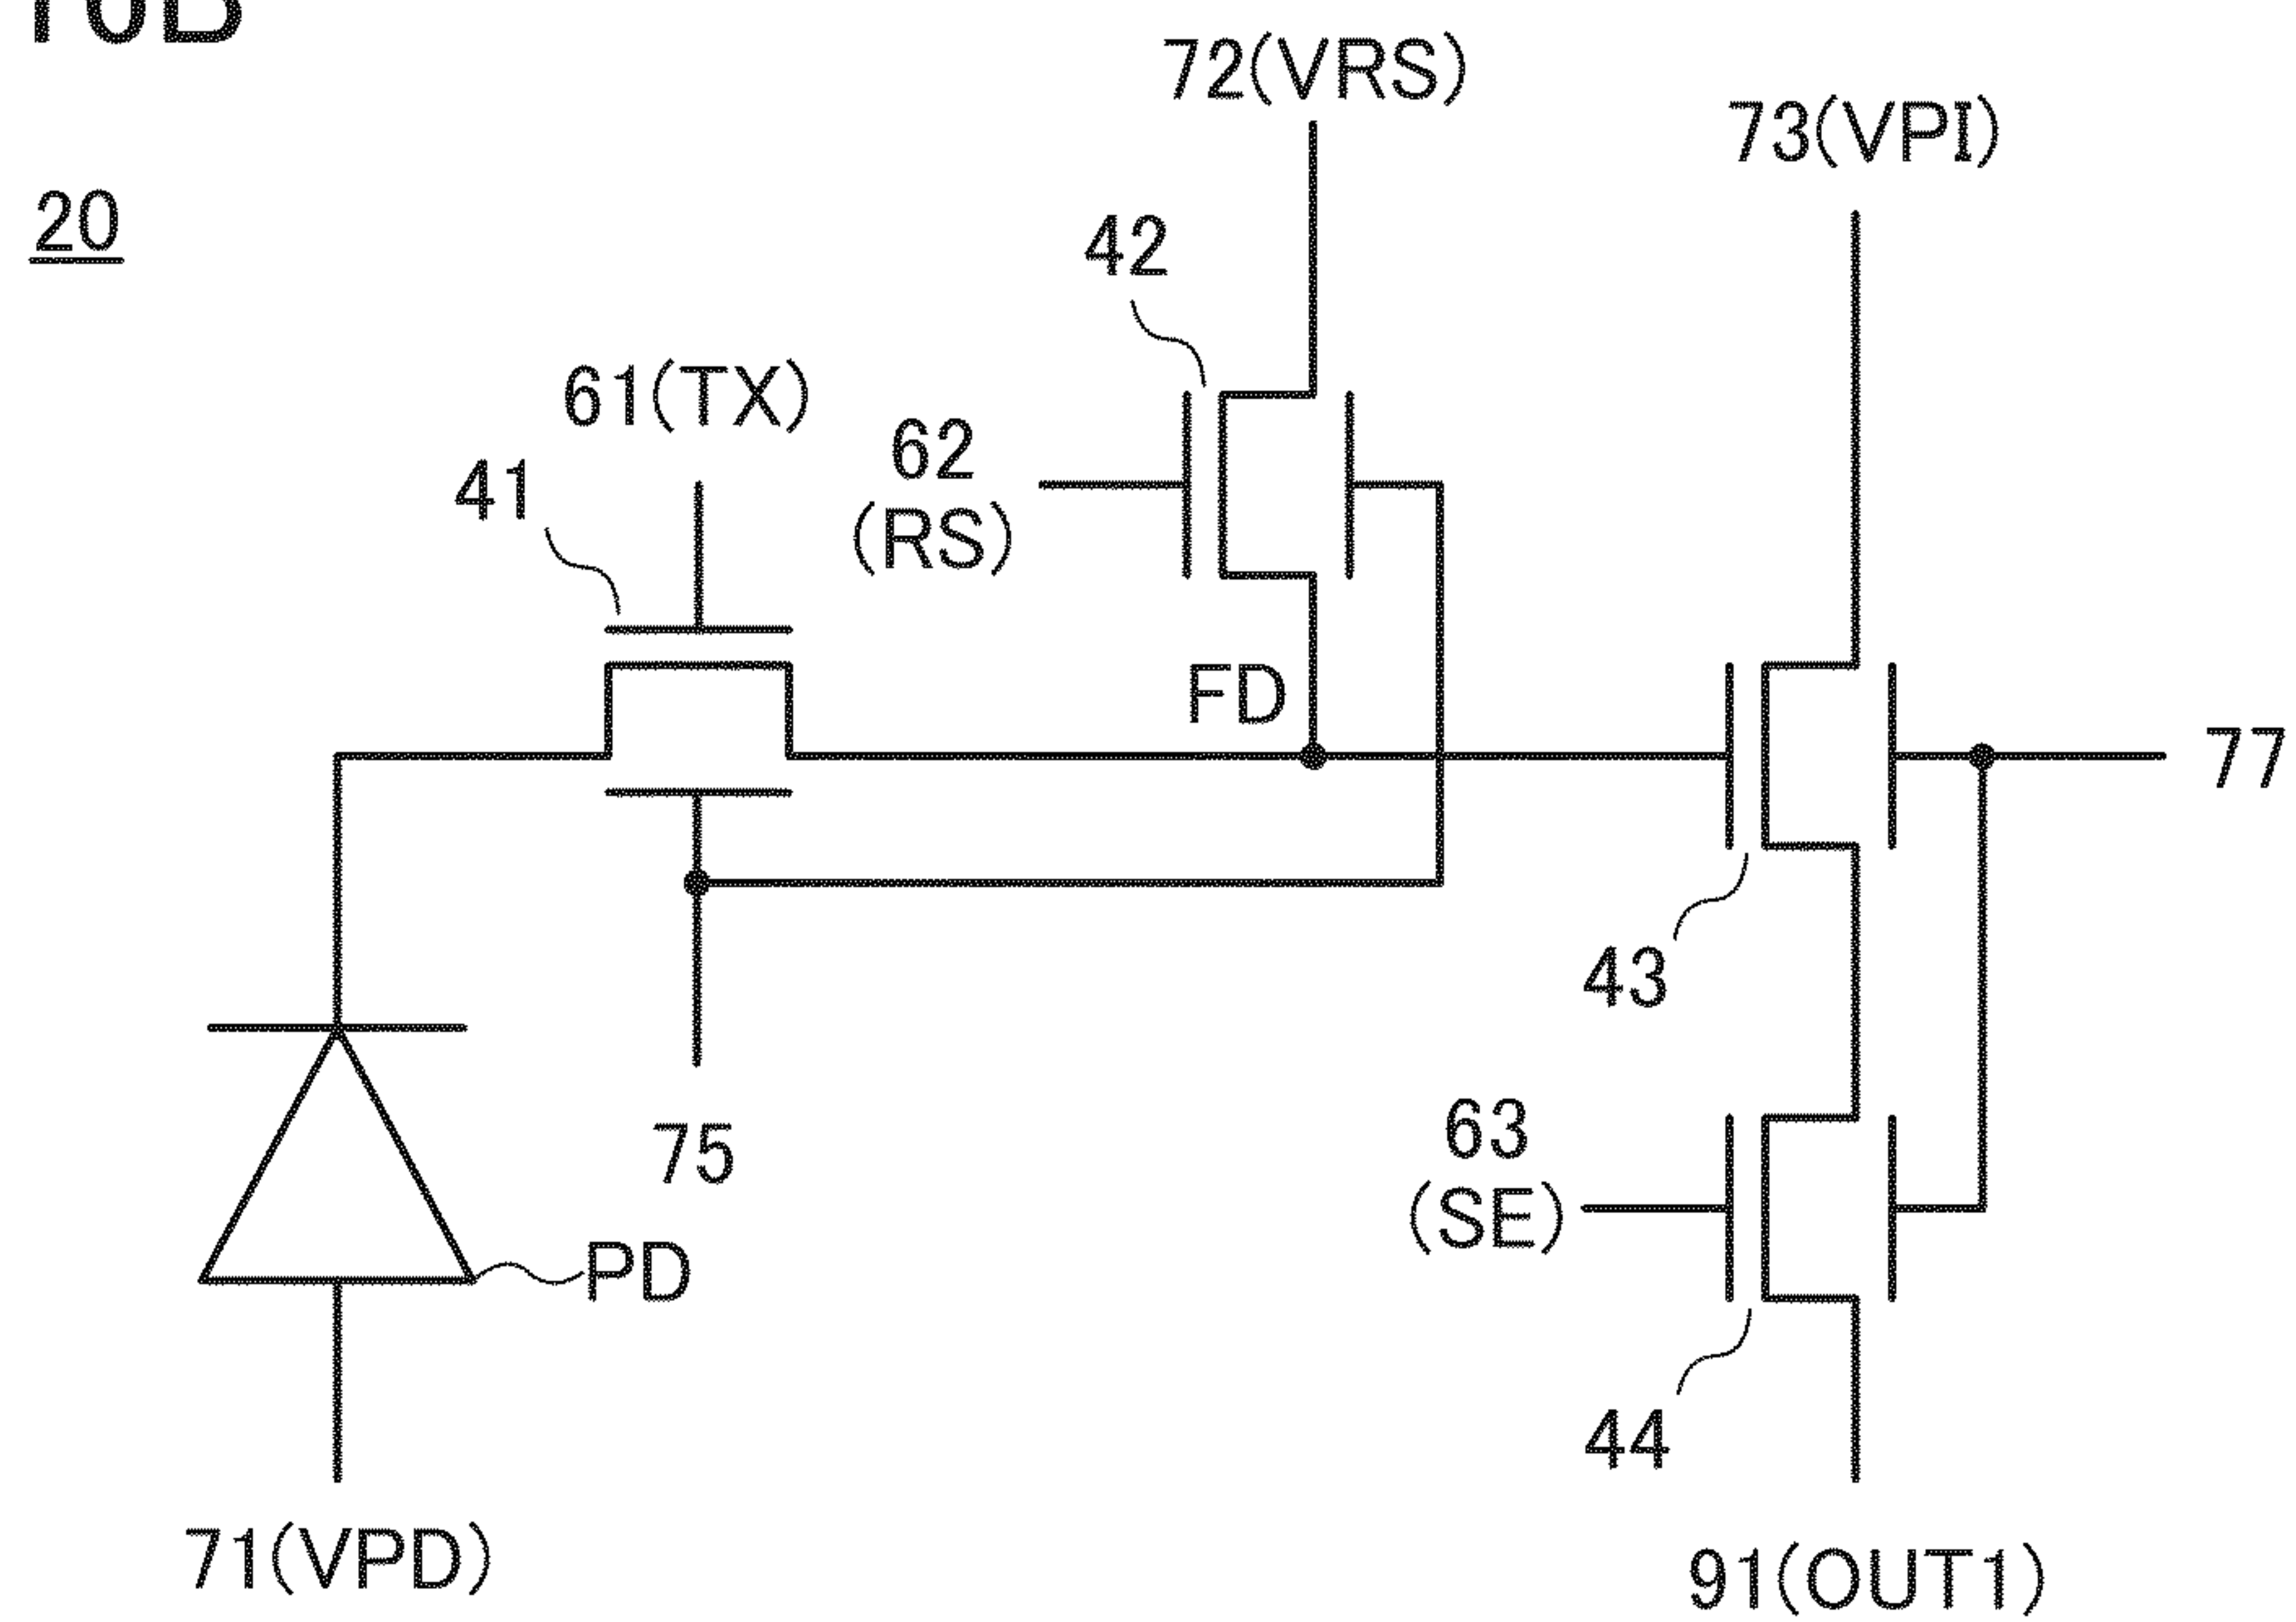 20
72(VRS)
73(VPI)
42
61(TX)
62
(RS)
41
FD
77
43
75
63
(SE)
PD
44
71(VPD)
91(OUT1)